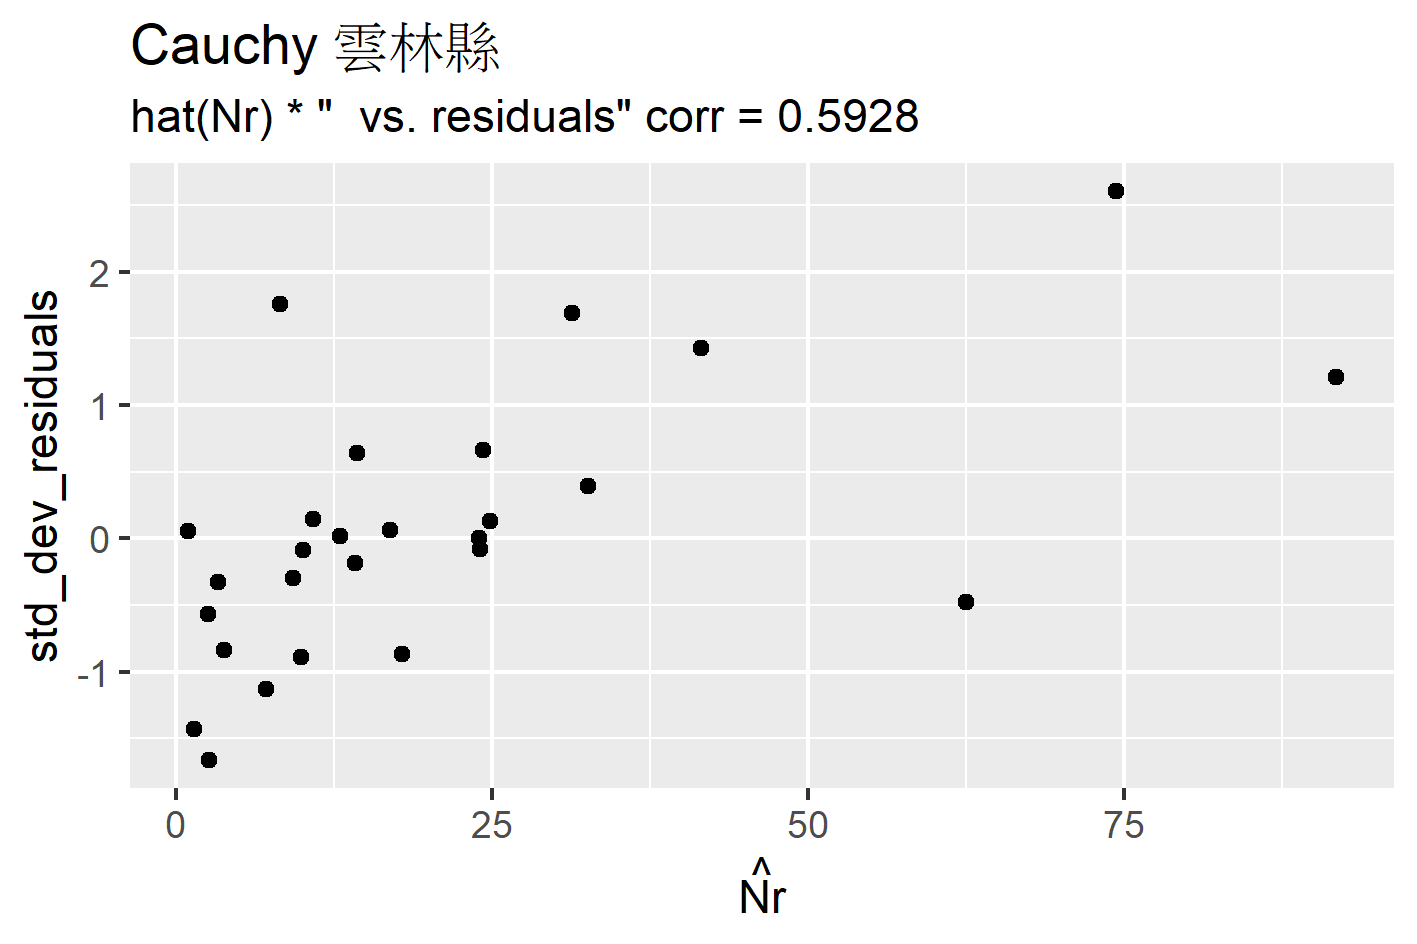 Cauchy 雲林縣
hat(Nr) * "  vs. residuals" corr = 0.5928
std_dev_residuals
2
1
0
-1
0
25
50
75
N̂r